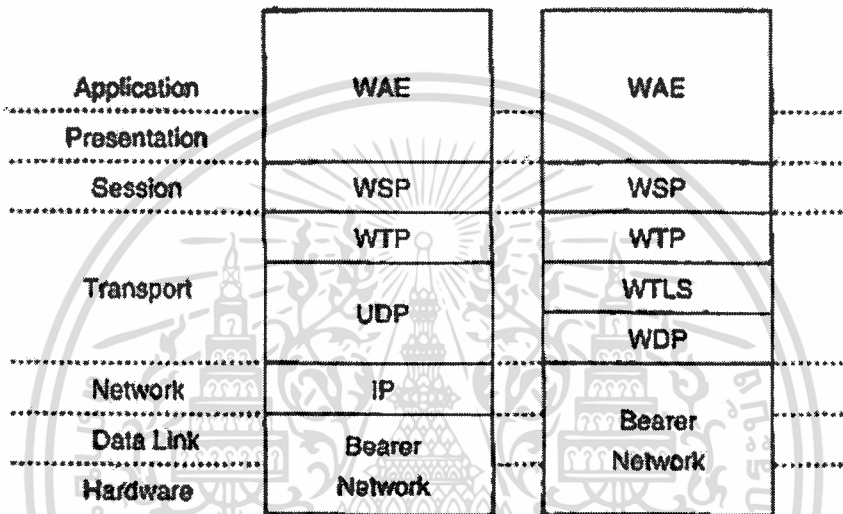 Application WAE WAE
Presentation
Session WSP WSP
WTP WTP
Transport WTLS
UDP
WDP
Network IP
Data Link Bearer Bearer
Network Network
Hardware